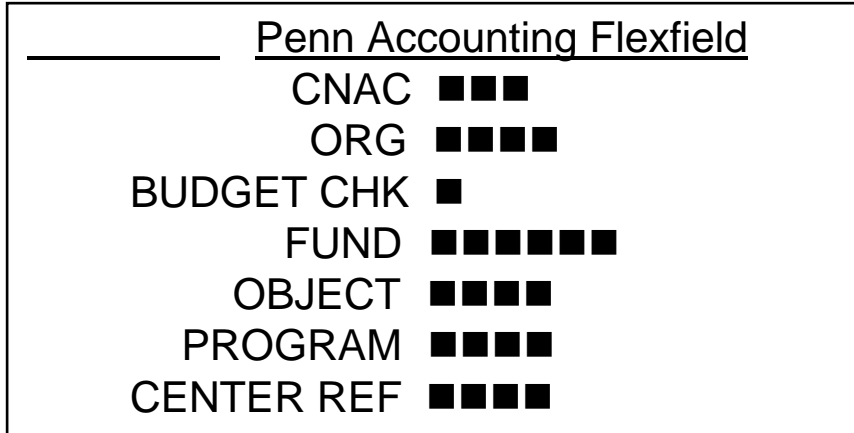 Penn Accounting Flexfield
CNAC ■■■
ORG ■■■■
BUDGET CHK ■
FUND ■■■■■■
OBJECT ■■■■
PROGRAM ■■■■
CENTER REF ■■■■